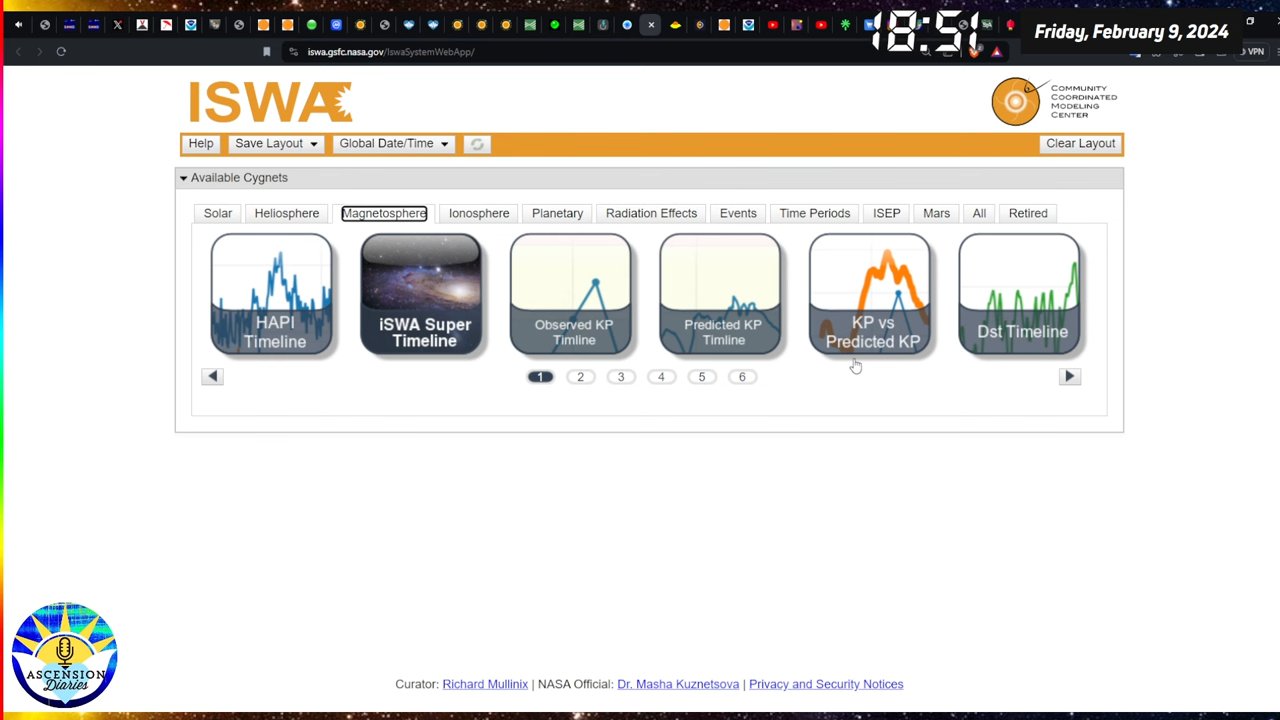 18:51
Friday, February 9, 2024
iswa.gsfc.nasa.gov/IswaSystemWebApp/
VPN
ISWA
COMMUNITY
COORDINATED
MODELING
CENTER
Help
Save Layout
Global Date/Time
Clear Layout
Available Cygnets
Solar
Heliosphere
Magnetosphere
Ionosphere
Planetary
Radiation Effects
Events
Time Periods
ISEP
Mars
All
Retired
HAPI
Timeline
iSWA Super
Timeline
Observed KP
Timline
Predicted KP
Timline
KP vs
Predicted KP
Dst Timeline
1 2 3 4 5 6
ASCENSION
Diaries
Curator: Richard Mullinix | NASA Official: Dr. Masha Kuznetsova | Privacy and Security Notices